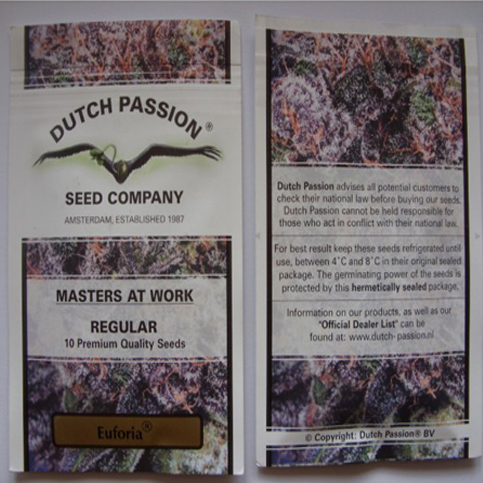 DUTCH PASSION®
SEED COMPANY
AMSTERDAM, ESTABLISHED 1987
MASTERS AT WORK
REGULAR
10 Premium Quality Seeds
Euforia®
Dutch Passion advises all potential customers to
check their national law before buying our seeds.
Dutch Passion cannot be held responsible for
those who act in conflict with their national law.
For best result keep these seeds refrigerated until
use, between 4˚C and 8˚C in their original sealed
package. The germinating power of the seeds is
protected by this hermetically sealed package.
Information on our products, as well as our
"Official Dealer List" can be
found at: www.dutch-passion.nl
© Copyright: Dutch Passion® BV